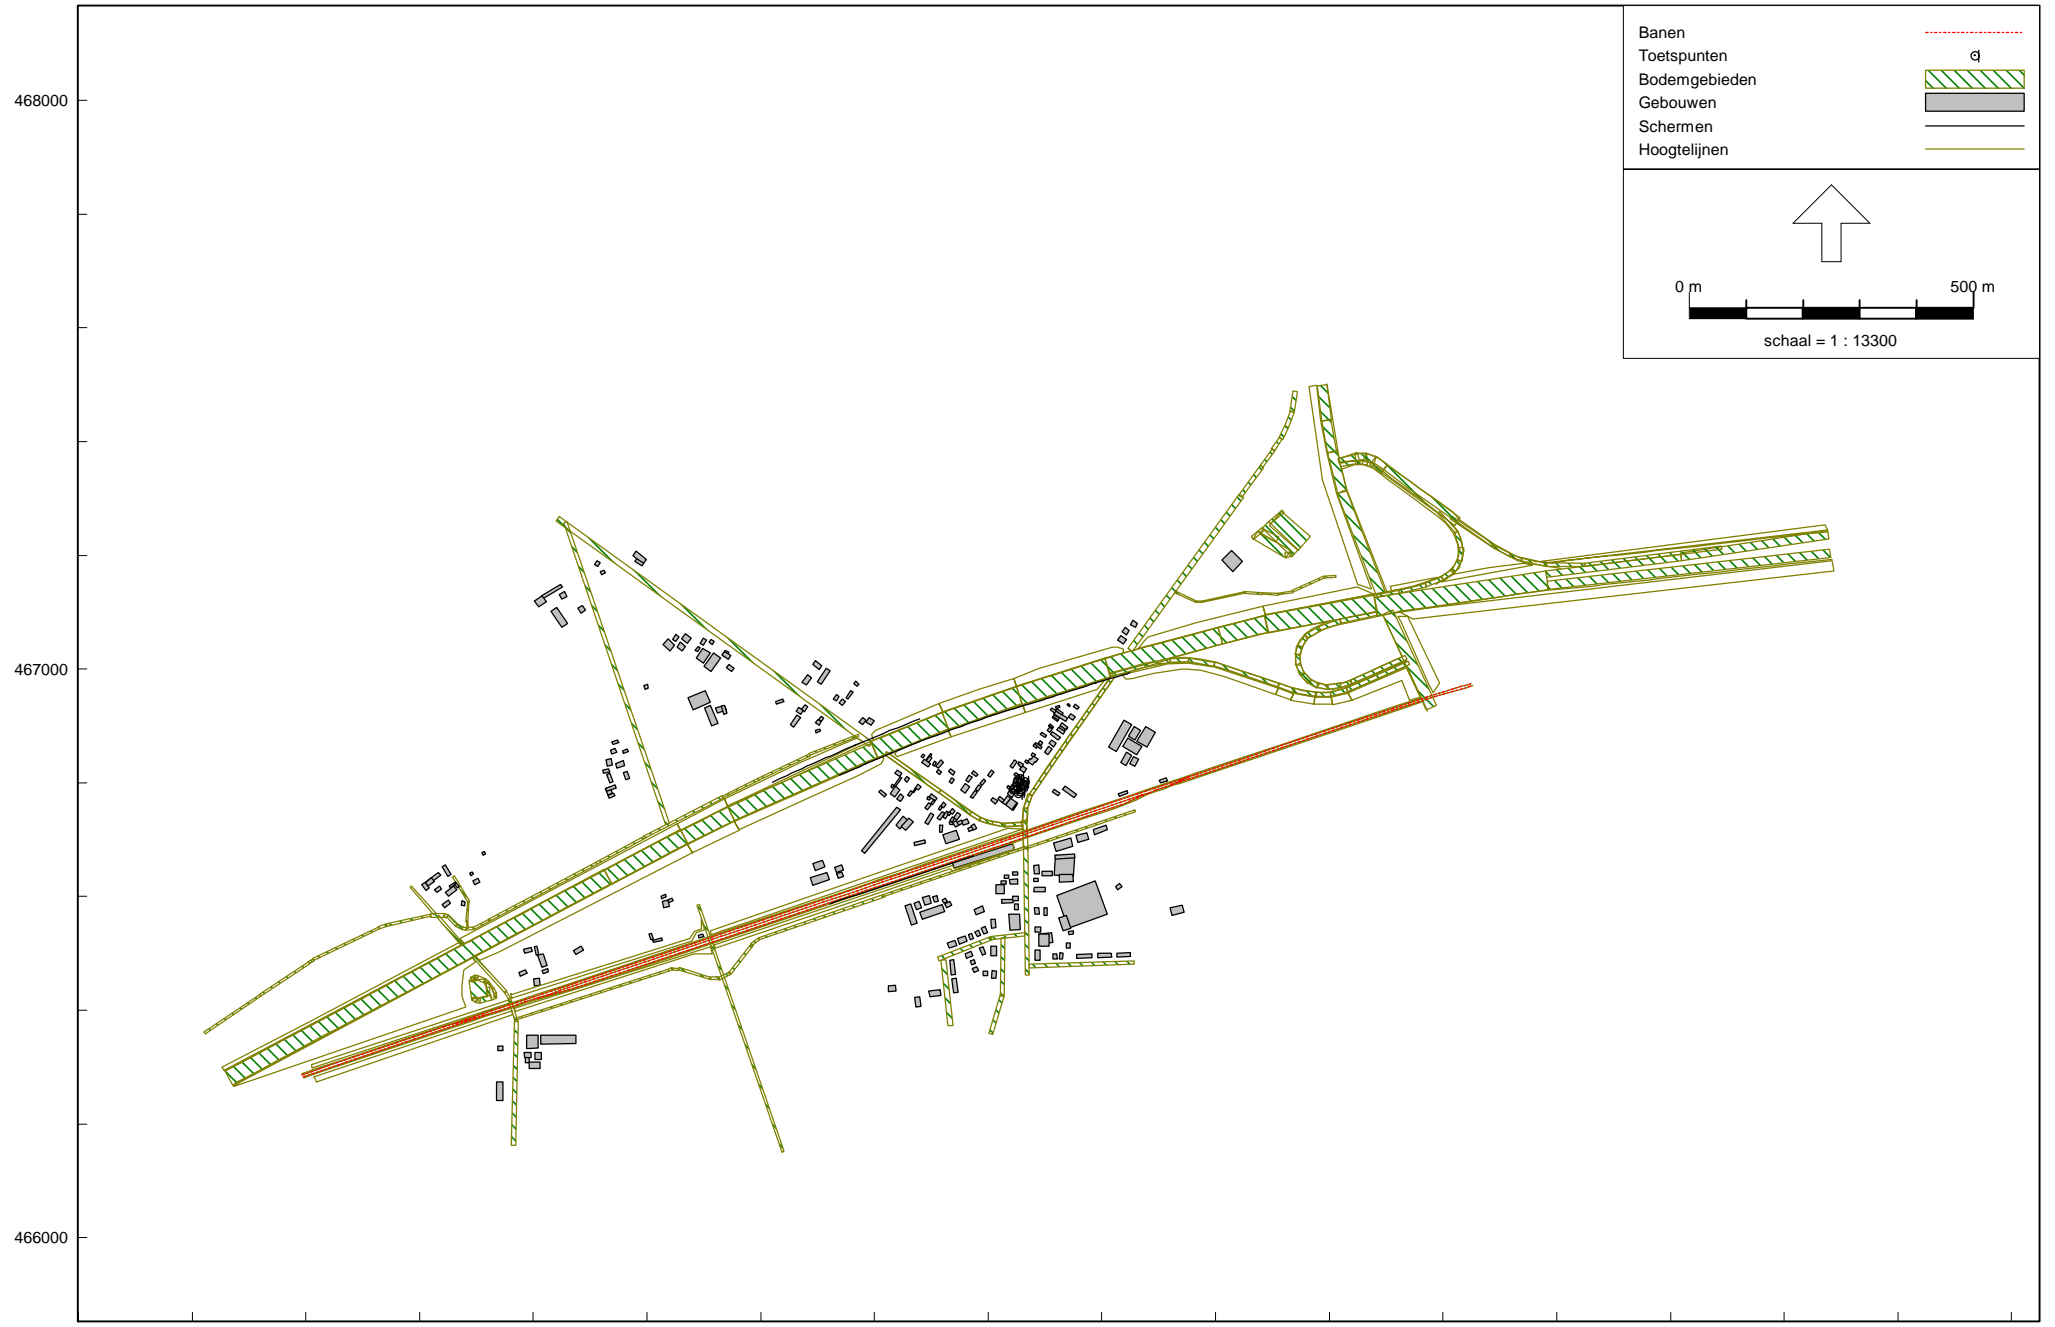 Banen
Toetspunten
Bodemgebieden
Gebouwen
Schermen
Hoogtelijnen
0 m 500 m
schaal = 1 : 13300
468000
467000
466000